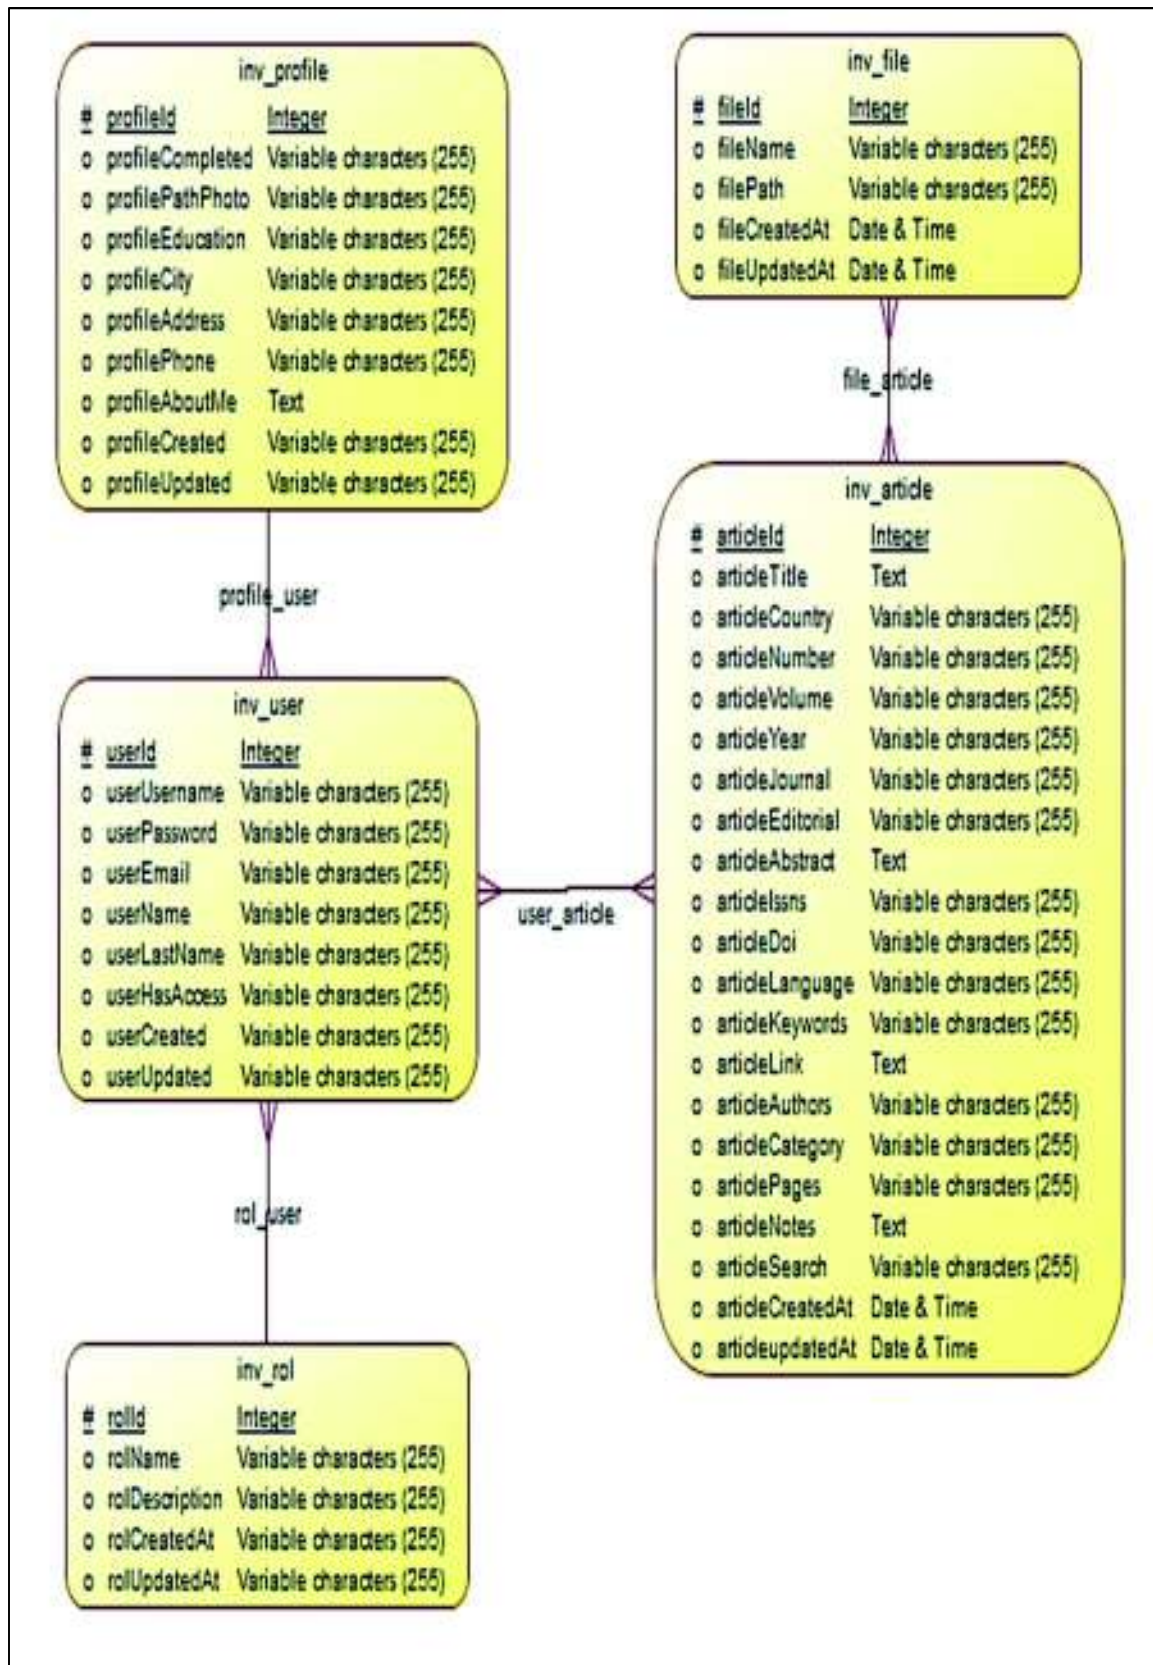 inv_profile
# profileId Integer
o profileCompleted Variable characters (255)
o profilePathPhoto Variable characters (255)
o profileEducation Variable characters (255)
o profileCity Variable characters (255)
o profileAddress Variable characters (255)
o profilePhone Variable characters (255)
o profileAboutMe Text
o profileCreated Variable characters (255)
o profileUpdated Variable characters (255)
profile_user
inv_user
# userId Integer
o userUsername Variable characters (255)
o userPassword Variable characters (255)
o userEmail Variable characters (255)
o userName Variable characters (255)
o userLastName Variable characters (255)
o userHasAccess Variable characters (255)
o userCreated Variable characters (255)
o userUpdated Variable characters (255)
rol_user
inv_rol
# rolId Integer
o rolName Variable characters (255)
o rolDescription Variable characters (255)
o rolCreatedAt Variable characters (255)
o rolUpdatedAt Variable characters (255)
user_article
inv_file
# fileId Integer
o fileName Variable characters (255)
o filePath Variable characters (255)
o fileCreatedAt Date & Time
o fileUpdatedAt Date & Time
file_article
inv_article
# articleId Integer
o articleTitle Text
o articleCountry Variable characters (255)
o articleNumber Variable characters (255)
o articleVolume Variable characters (255)
o articleYear Variable characters (255)
o articleJournal Variable characters (255)
o articleEditorial Variable characters (255)
o articleAbstract Text
o articleIssns Variable characters (255)
o articleDoi Variable characters (255)
o articleLanguage Variable characters (255)
o articleKeywords Variable characters (255)
o articleLink Text
o articleAuthors Variable characters (255)
o articleCategory Variable characters (255)
o articlePages Variable characters (255)
o articleNotes Text
o articleSearch Variable characters (255)
o articleCreatedAt Date & Time
o articleupdatedAt Date & Time